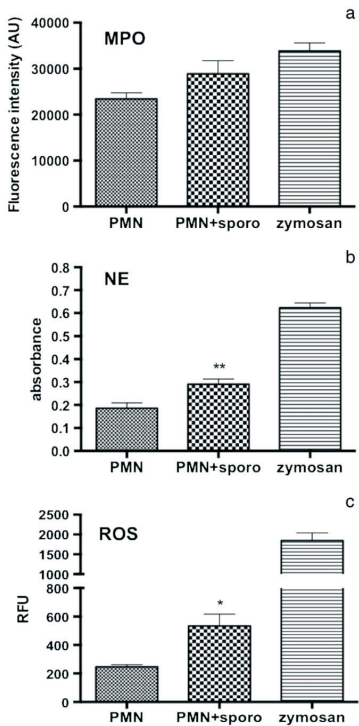 a
MPO
Fluorescence intensity (AU)
40000
30000
20000
10000
0
PMN PMN+sporo zymosan
b
NE
absorbance
0.8
0.7
0.6
0.5
0.4
0.3
0.2
0.1
0.0
**
PMN PMN+sporo zymosan
c
ROS
RFU
2500
2000
1500
1000
800
600
400
200
0
*
PMN PMN+sporo zymosan